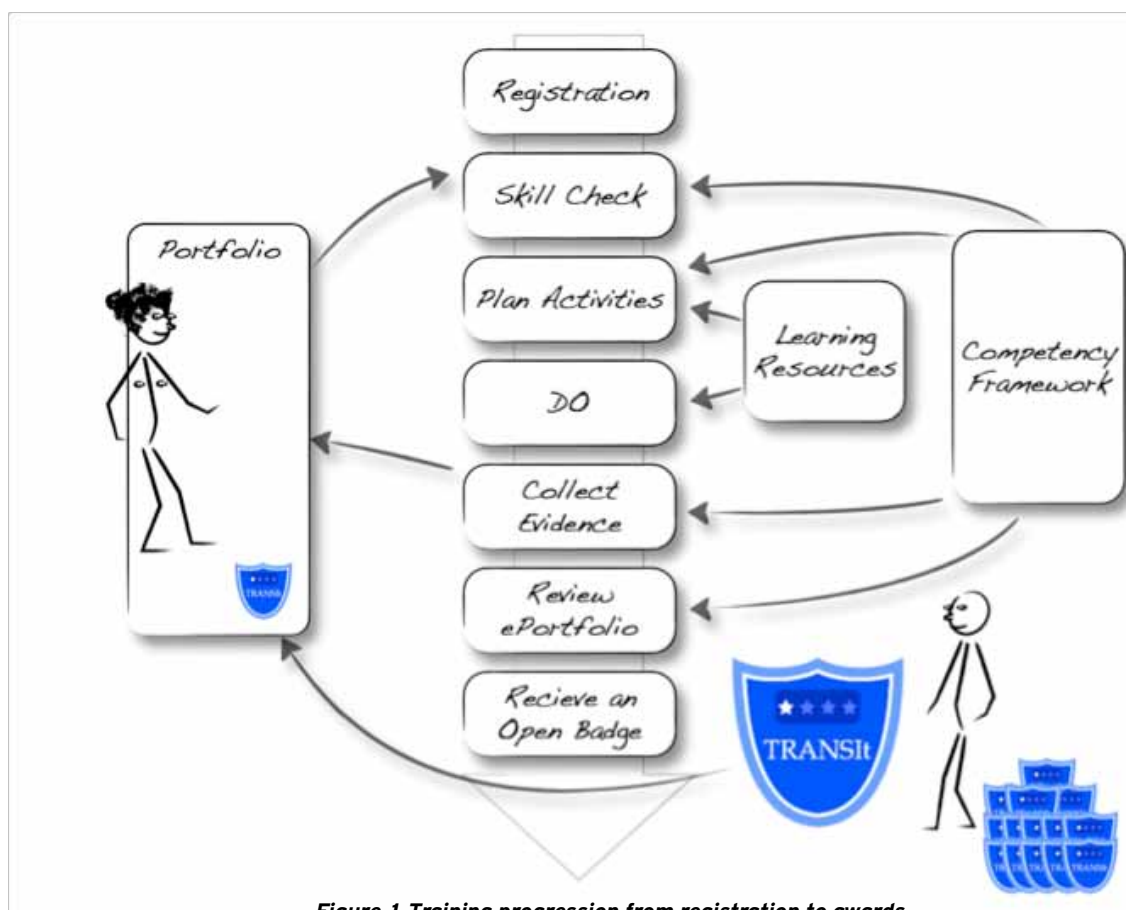 Registration
Skill Check
Portfolio
Plan Activities
Learning
Resources
Competency
Framework
DO
Collect
Evidence
Review
ePortfolio
TRANSIt
Recieve an
Open Badge
TRANSIt
Figure 1 Training progression from registration to awards